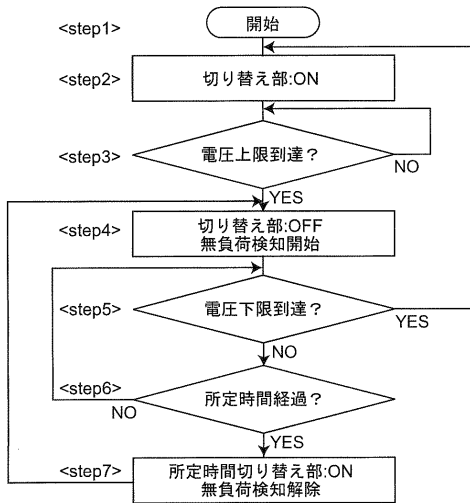 <step1>
開始
<step2>
切り替え部:ON
<step3>
電圧上限到達？
NO
YES
<step4>
切り替え部:OFF
無負荷検知開始
<step5>
電圧下限到達？
YES
NO
<step6>
所定時間経過？
NO
YES
<step7>
所定時間切り替え部:ON
無負荷検知解除